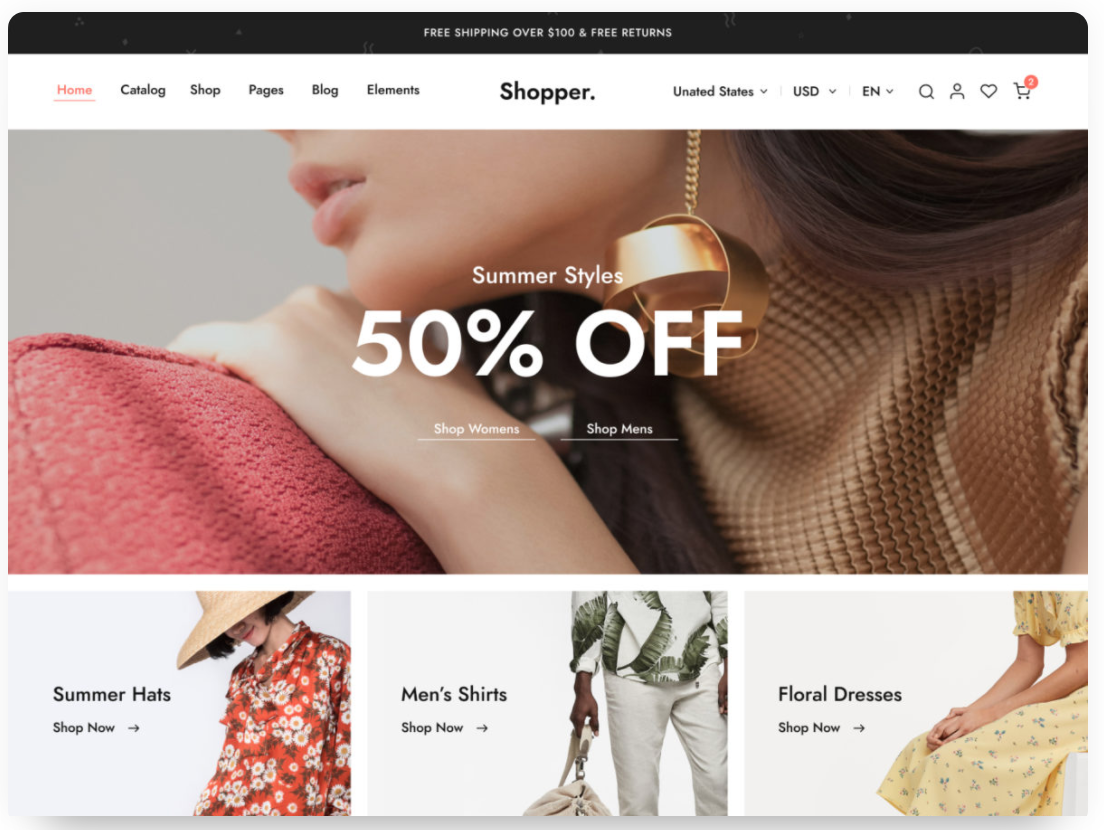 FREE SHIPPING OVER $100 & FREE RETURNS
Home Catalog Shop Pages Blog Elements Shopper. Unated States USD EN 2
Summer Styles
50% OFF
Shop Womens Shop Mens
Summer Hats Men's Shirts Floral Dresses
Shop Now → Shop Now → Shop Now →